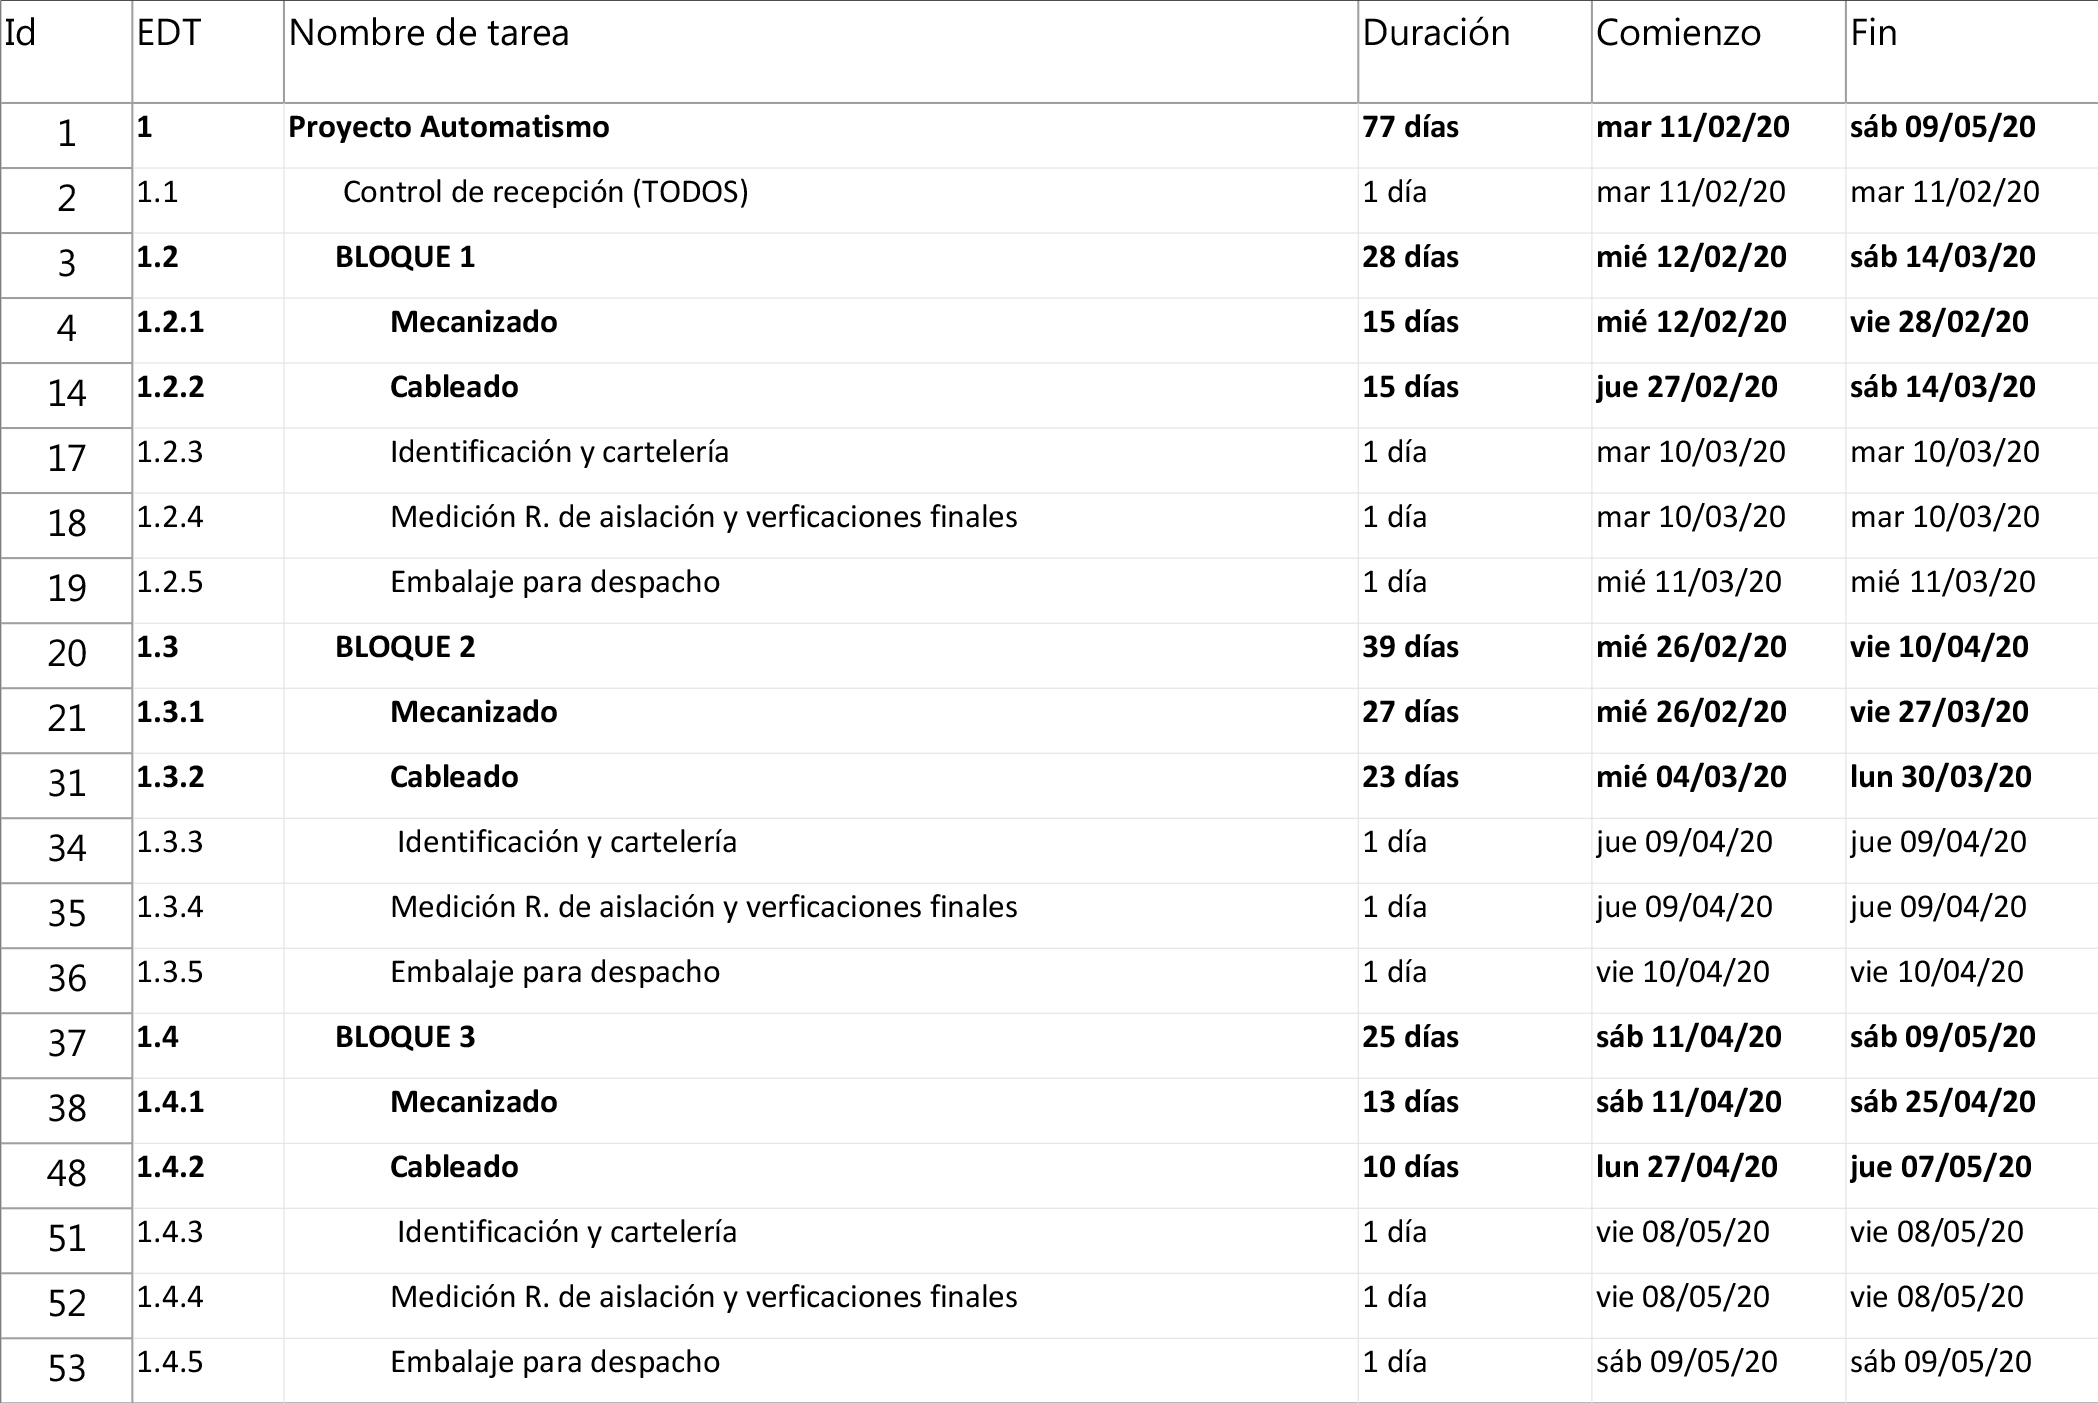 Id EDT Nombre de tarea Duración Comienzo Fin
1 1 Proyecto Automatismo 77 días mar 11/02/20 sáb 09/05/20
2 1.1 Control de recepción (TODOS) 1 día mar 11/02/20 mar 11/02/20
3 1.2 BLOQUE 1 28 días mié 12/02/20 sáb 14/03/20
4 1.2.1 Mecanizado 15 días mié 12/02/20 vie 28/02/20
14 1.2.2 Cableado 15 días jue 27/02/20 sáb 14/03/20
17 1.2.3 Identificación y cartelería 1 día mar 10/03/20 mar 10/03/20
18 1.2.4 Medición R. de aislación y verficaciones finales 1 día mar 10/03/20 mar 10/03/20
19 1.2.5 Embalaje para despacho 1 día mié 11/03/20 mié 11/03/20
20 1.3 BLOQUE 2 39 días mié 26/02/20 vie 10/04/20
21 1.3.1 Mecanizado 27 días mié 26/02/20 vie 27/03/20
31 1.3.2 Cableado 23 días mié 04/03/20 lun 30/03/20
34 1.3.3 Identificación y cartelería 1 día jue 09/04/20 jue 09/04/20
35 1.3.4 Medición R. de aislación y verficaciones finales 1 día jue 09/04/20 jue 09/04/20
36 1.3.5 Embalaje para despacho 1 día vie 10/04/20 vie 10/04/20
37 1.4 BLOQUE 3 25 días sáb 11/04/20 sáb 09/05/20
38 1.4.1 Mecanizado 13 días sáb 11/04/20 sáb 25/04/20
48 1.4.2 Cableado 10 días lun 27/04/20 jue 07/05/20
51 1.4.3 Identificación y cartelería 1 día vie 08/05/20 vie 08/05/20
52 1.4.4 Medición R. de aislación y verficaciones finales 1 día vie 08/05/20 vie 08/05/20
53 1.4.5 Embalaje para despacho 1 día sáb 09/05/20 sáb 09/05/20